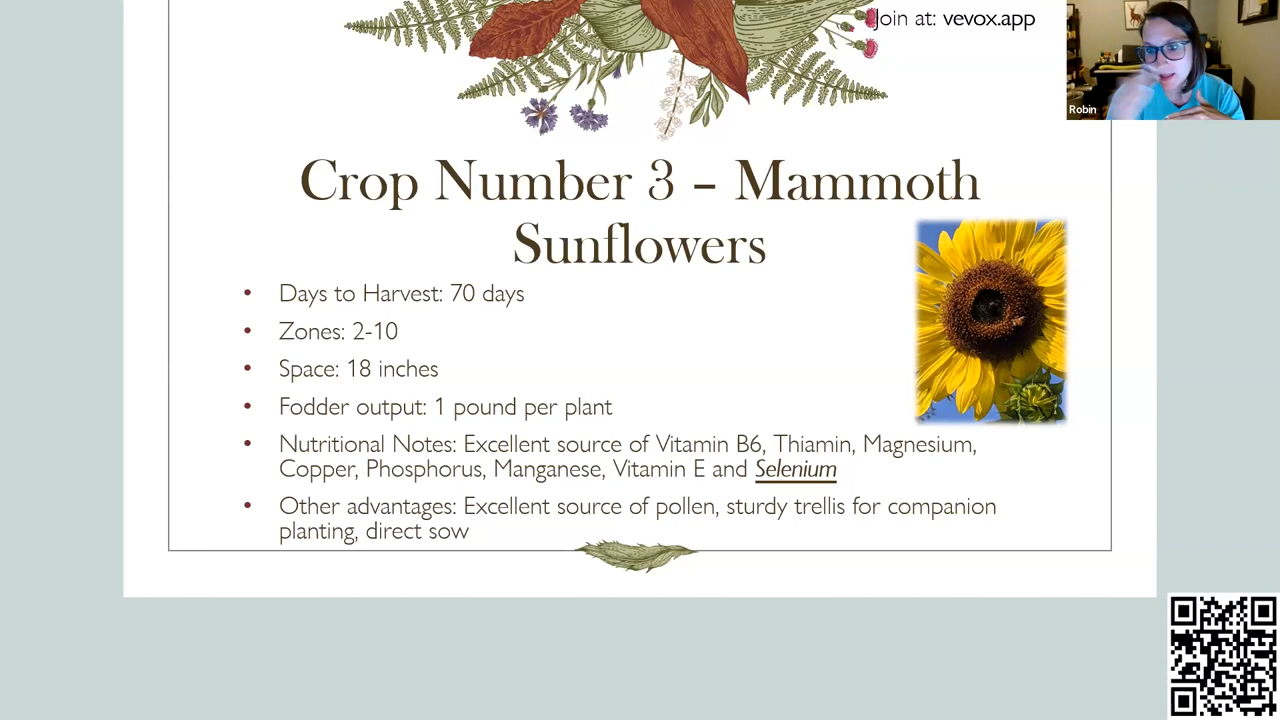 Join at: vevox.app
Robin
Crop Number 3 – Mammoth
Sunflowers
• Days to Harvest: 70 days
• Zones: 2-10
• Space: 18 inches
• Fodder output: 1 pound per plant
• Nutritional Notes: Excellent source of Vitamin B6, Thiamin, Magnesium,
Copper, Phosphorus, Manganese, Vitamin E and Selenium
• Other advantages: Excellent source of pollen, sturdy trellis for companion
planting, direct sow